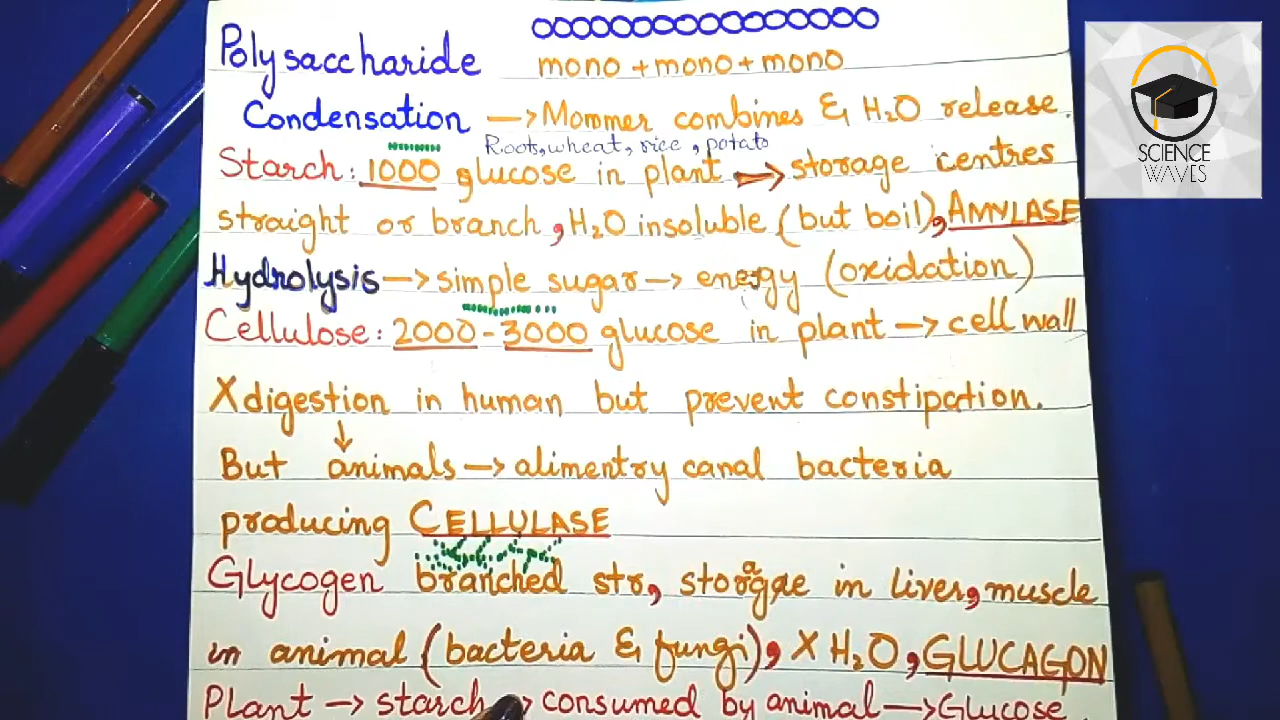 Polysaccharide mono + mono + mono
Condensation → Mommer combines & H₂O release.
Roots, wheat, rice, potato
Starch: 1000 glucose in plant → storage centres
straight or branch, H₂O insoluble (but boil), AMYLASE
Hydrolysis → simple sugar → energy (oxidation)
Cellulose: 2000-3000 glucose in plant → cell wall
X digestion in human but prevent constipation.
↓
But animals → alimentry canal bacteria
producing CELLULASE
Glycogen branched str, storgae in liver, muscle
in animal (bacteria & fungi), X H₂O, GLUCAGON
Plant → starch → consumed by animal → Glucose.
SCIENCE
WAVES